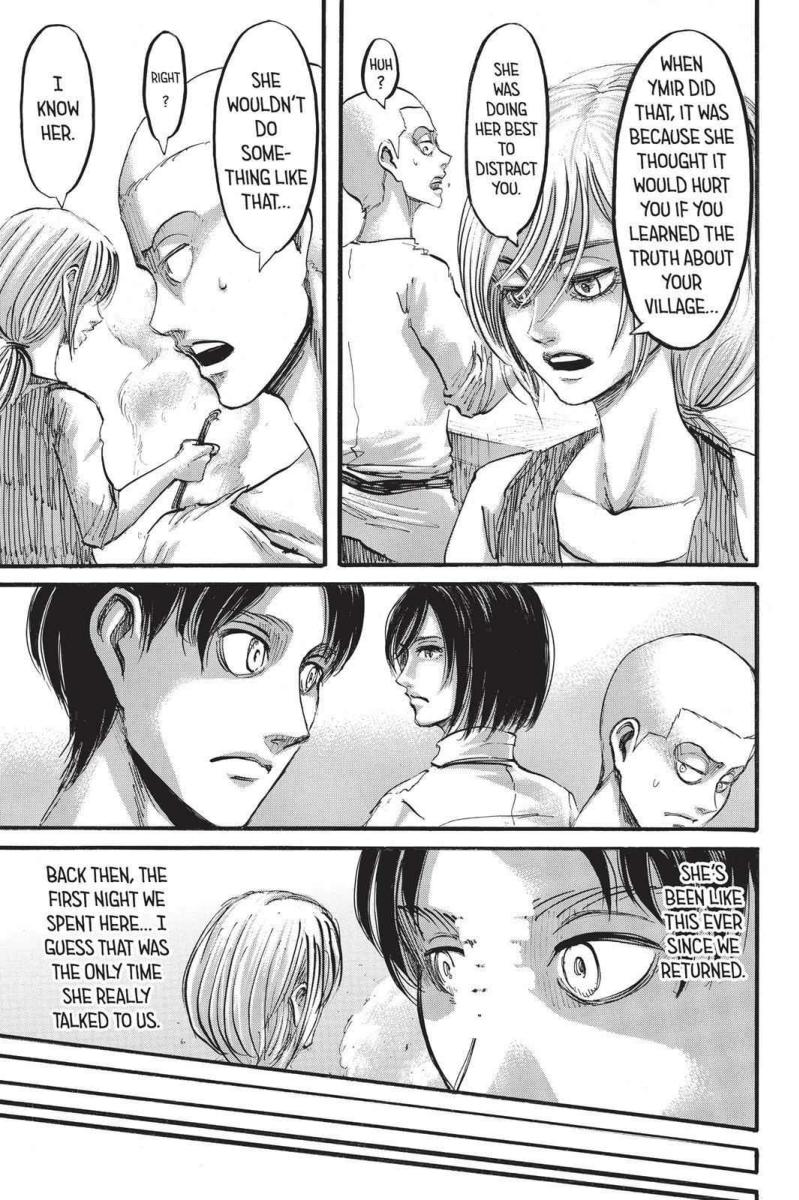 WHEN
YMIR DID
THAT, IT WAS
BECAUSE SHE
THOUGHT IT
WOULD HURT
YOU IF YOU
LEARNED THE
TRUTH ABOUT
YOUR
VILLAGE...
SHE
WAS
DOING
HER BEST
TO
DISTRACT
YOU.
HUH
?
SHE
WOULDN'T
DO
SOME-
THING LIKE
THAT...
RIGHT
?
I
KNOW
HER.
SHE'S
BEEN LIKE
THIS EVER
SINCE WE
RETURNED.
BACK THEN, THE
FIRST NIGHT WE
SPENT HERE... I
GUESS THAT WAS
THE ONLY TIME
SHE REALLY
TALKED TO US.